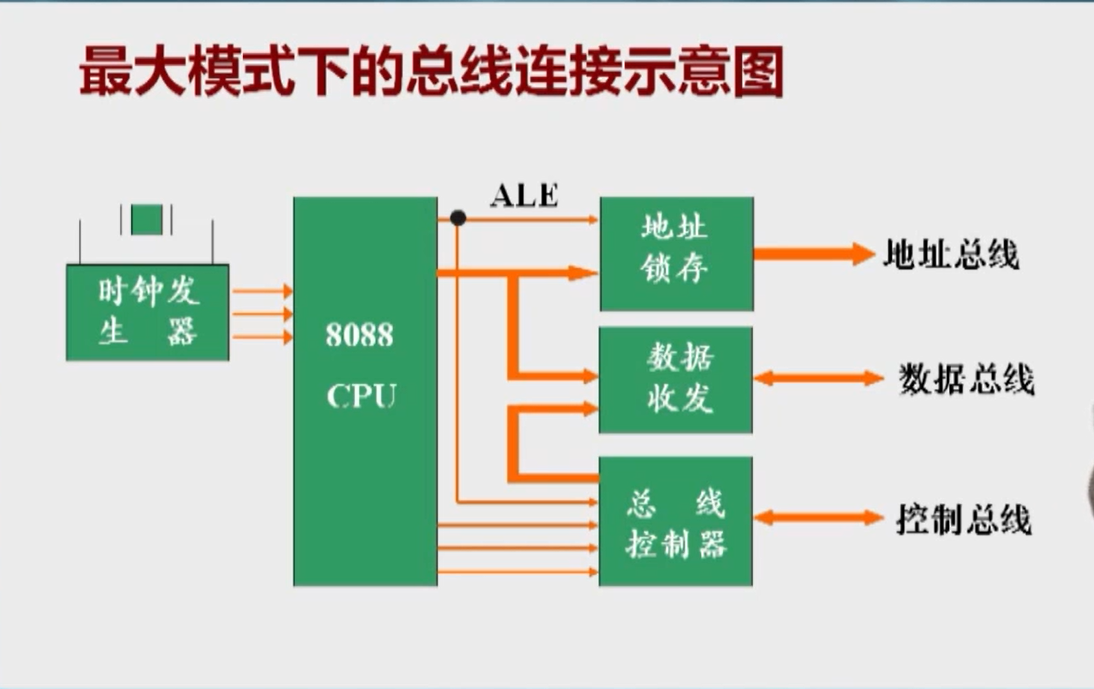 最大模式下的总线连接示意图
ALE
地址
锁存
地址总线
时钟发
生 器
8088
CPU
数据
收发
数据总线
总 线
控制器
控制总线